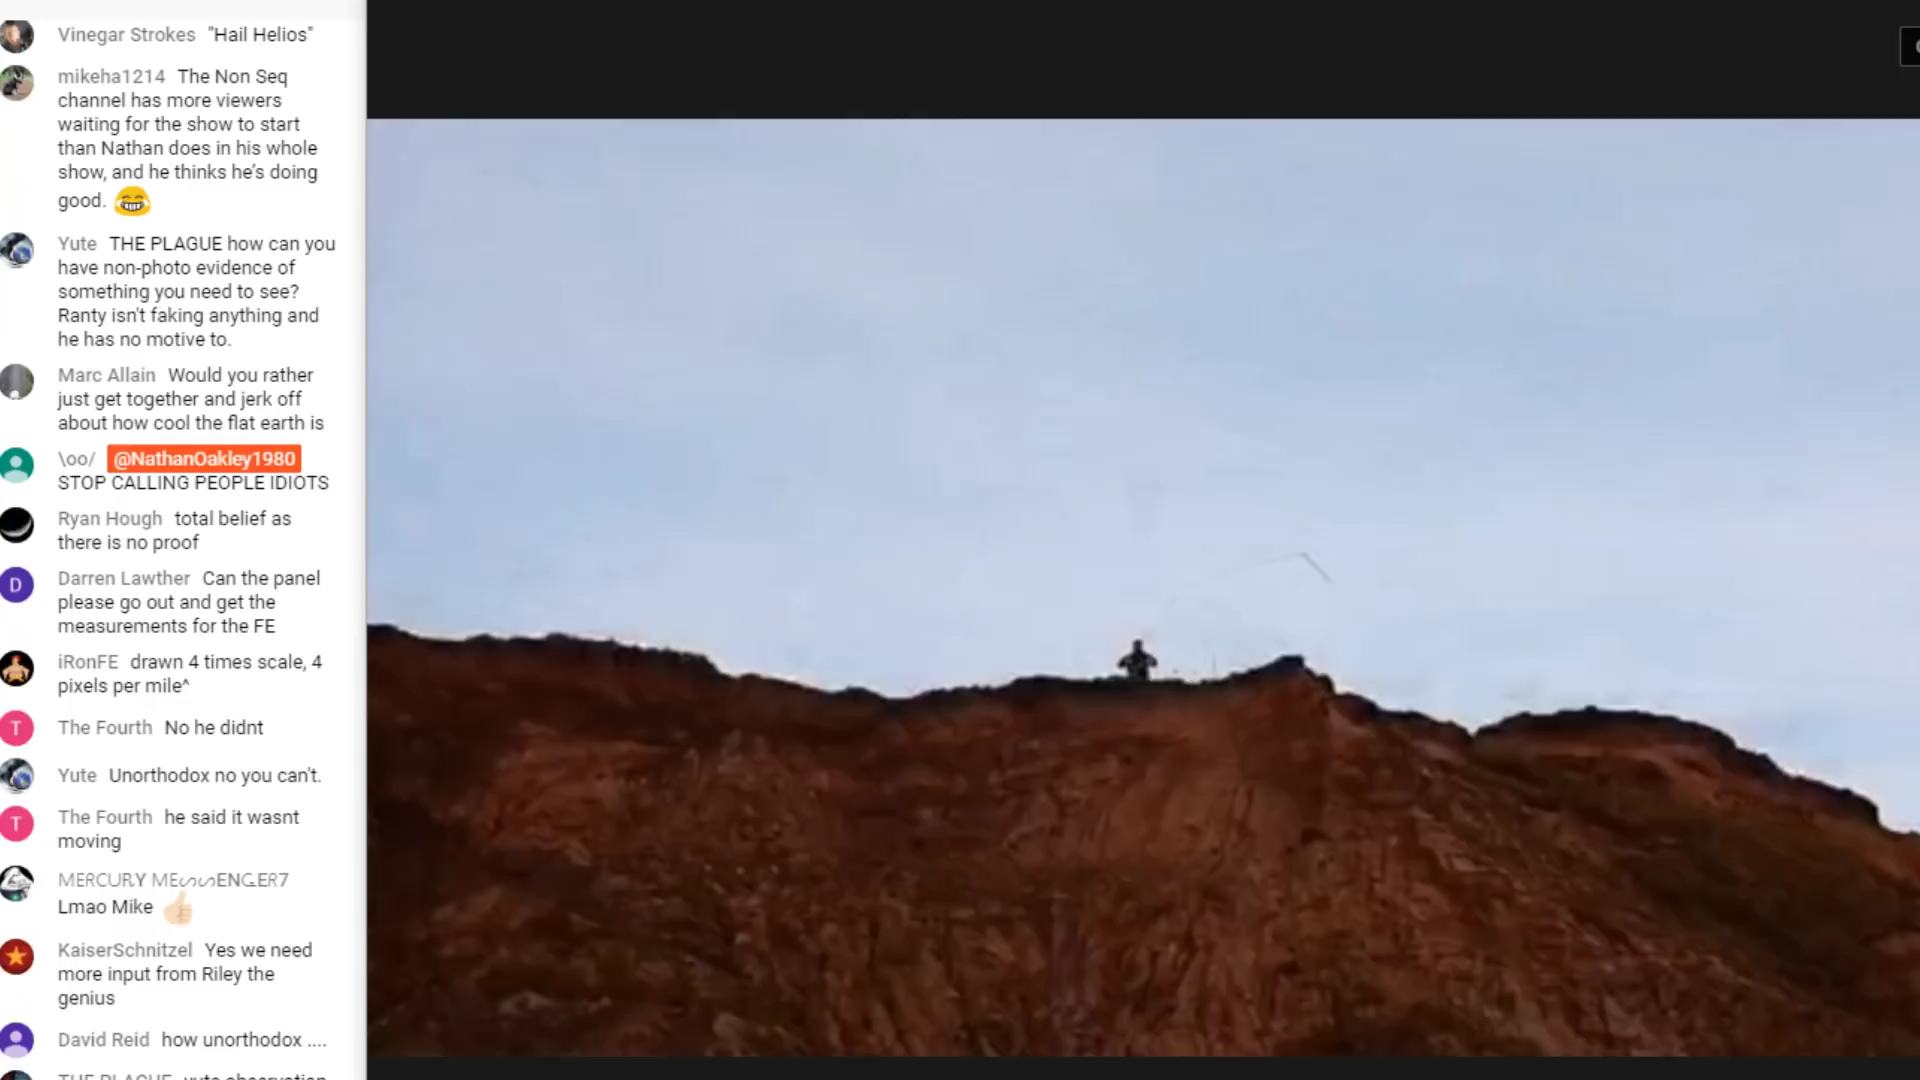 Vinegar Strokes "Hail Helios"
mikeha1214 The Non Seq
channel has more viewers
waiting for the show to start
than Nathan does in his whole
show, and he thinks he's doing
good. 😂
Yute THE PLAGUE how can you
have non-photo evidence of
something you need to see?
Ranty isn't faking anything and
he has no motive to.
Marc Allain Would you rather
just get together and jerk off
about how cool the flat earth is
\oo/ @NathanOakley1980
STOP CALLING PEOPLE IDIOTS
Ryan Hough total belief as
there is no proof
D
Darren Lawther Can the panel
please go out and get the
measurements for the FE
iRonFE drawn 4 times scale, 4
pixels per mile^
T
The Fourth No he didnt
Yute Unorthodox no you can't.
T
The Fourth he said it wasnt
moving
MERCURY MEᔕᔕENGER7
Lmao Mike 👍🏻
KaiserSchnitzel Yes we need
more input from Riley the
genius
David Reid how unorthodox ....
THE PLAGUE yute observation